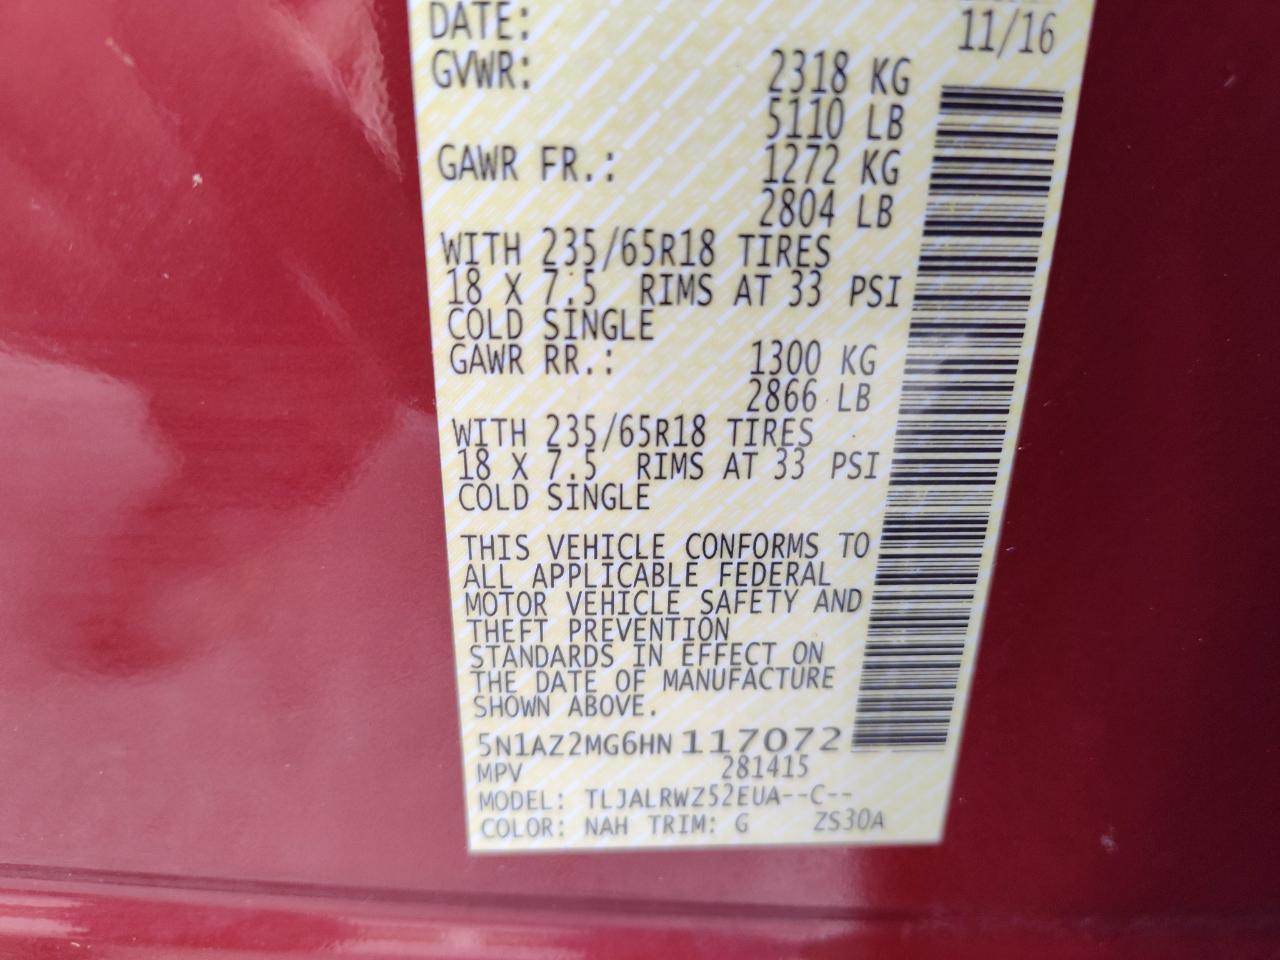 DATE: 11/16
GVWR: 2318 KG
5110 LB
GAWR FR.: 1272 KG
2804 LB
WITH 235/65R18 TIRES
18 X 7.5 RIMS AT 33 PSI
COLD SINGLE
GAWR RR.: 1300 KG
2866 LB
WITH 235/65R18 TIRES
18 X 7.5 RIMS AT 33 PSI
COLD SINGLE
THIS VEHICLE CONFORMS TO
ALL APPLICABLE FEDERAL
MOTOR VEHICLE SAFETY AND
THEFT PREVENTION
STANDARDS IN EFFECT ON
THE DATE OF MANUFACTURE
SHOWN ABOVE.
5N1AZ2MG6HN 117072
MPV 281415
MODEL: TLJALRWZ52EUA--C--
COLOR: NAH TRIM: G ZS30A